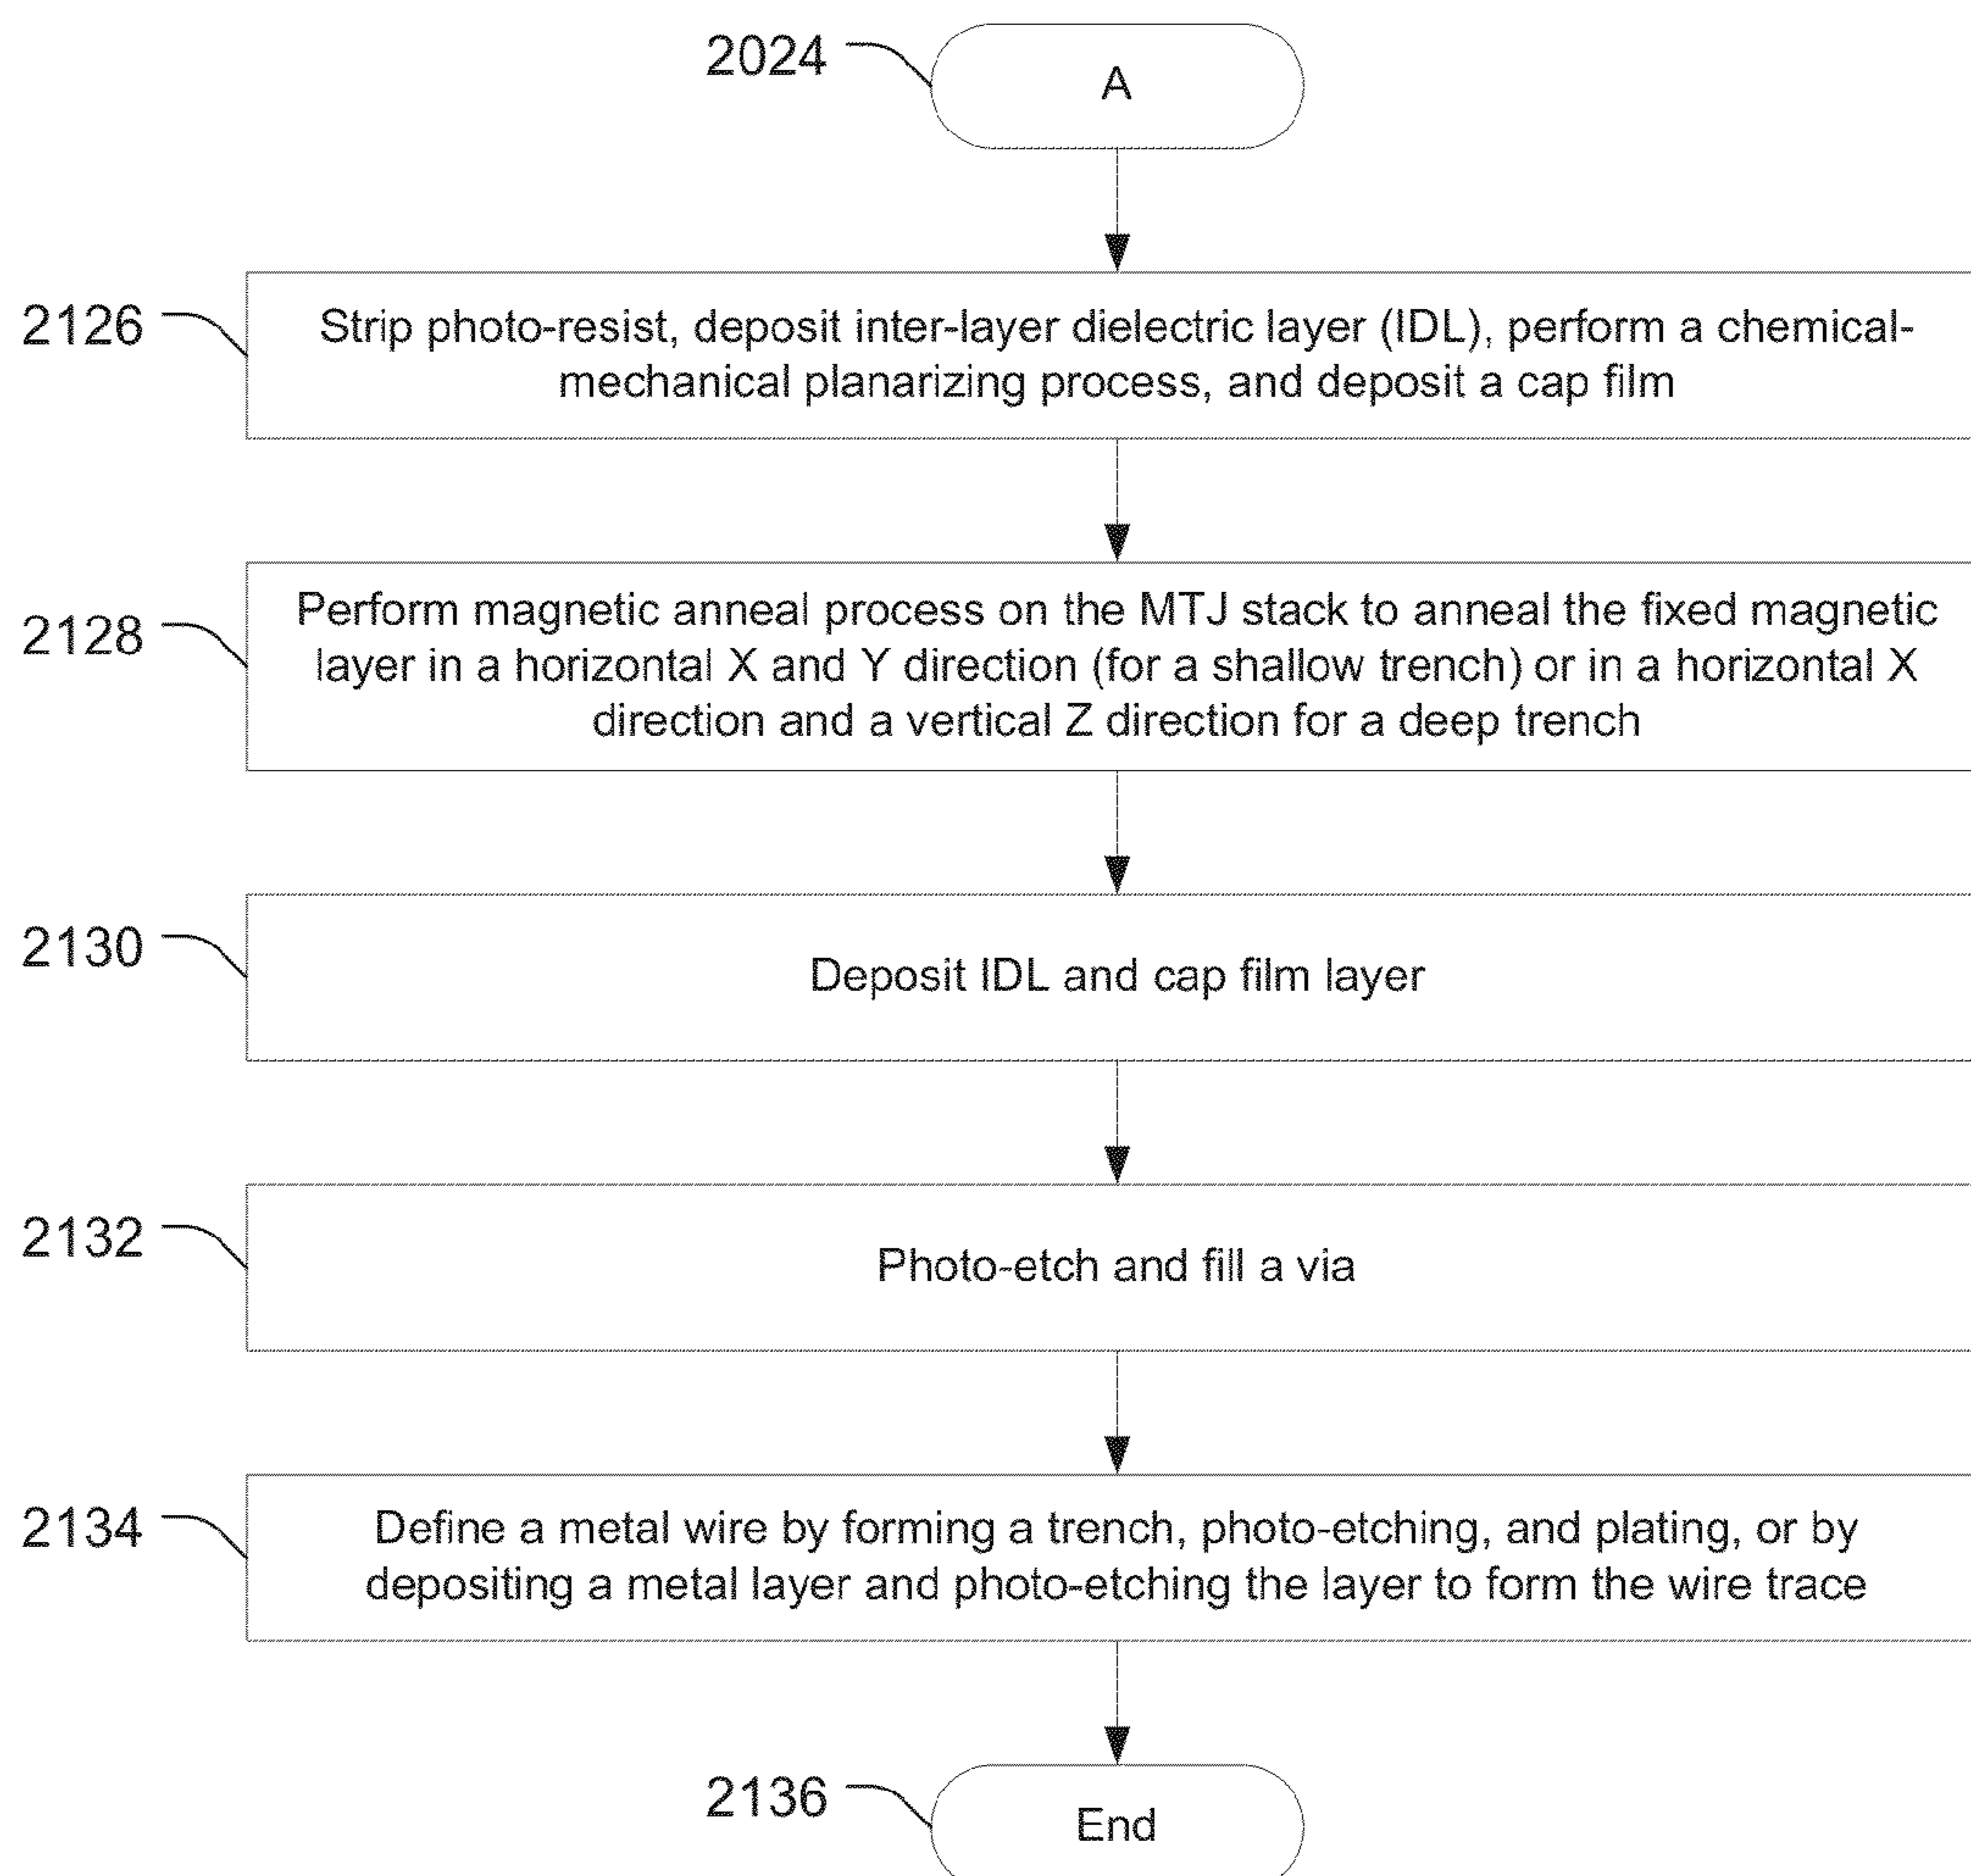 2024
A
2126
Strip photo-resist, deposit inter-layer dielectric layer (IDL), perform a chemical-
mechanical planarizing process, and deposit a cap film
2128
Perform magnetic anneal process on the MTJ stack to anneal the fixed magnetic
layer in a horizontal X and Y direction (for a shallow trench) or in a horizontal X
direction and a vertical Z direction for a deep trench
2130
Deposit IDL and cap film layer
2132
Photo-etch and fill a via
2134
Define a metal wire by forming a trench, photo-etching, and plating, or by
depositing a metal layer and photo-etching the layer to form the wire trace
2136
End